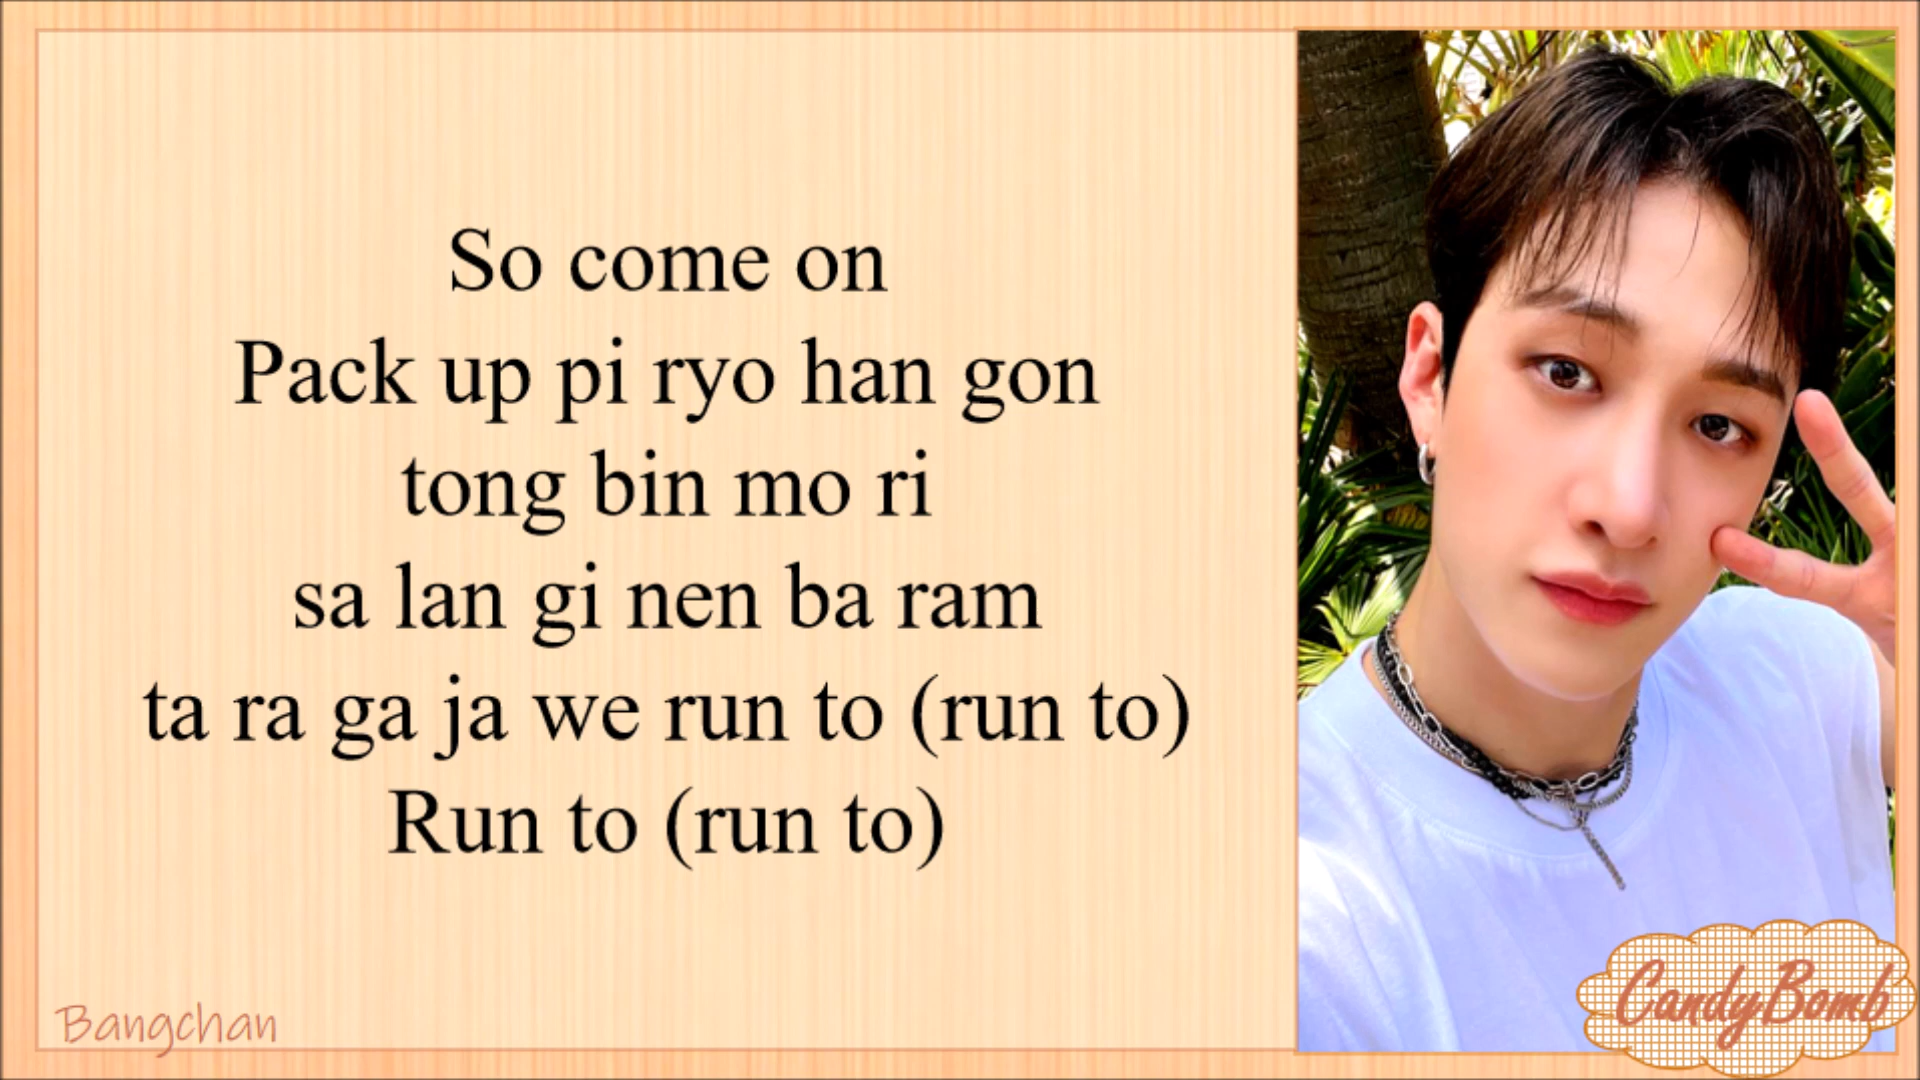 So come on
Pack up pi ryo han gon
tong bin mo ri
sa lan gi nen ba ram
ta ra ga ja we run to (run to)
Run to (run to)
Bangchan
CandyBomb